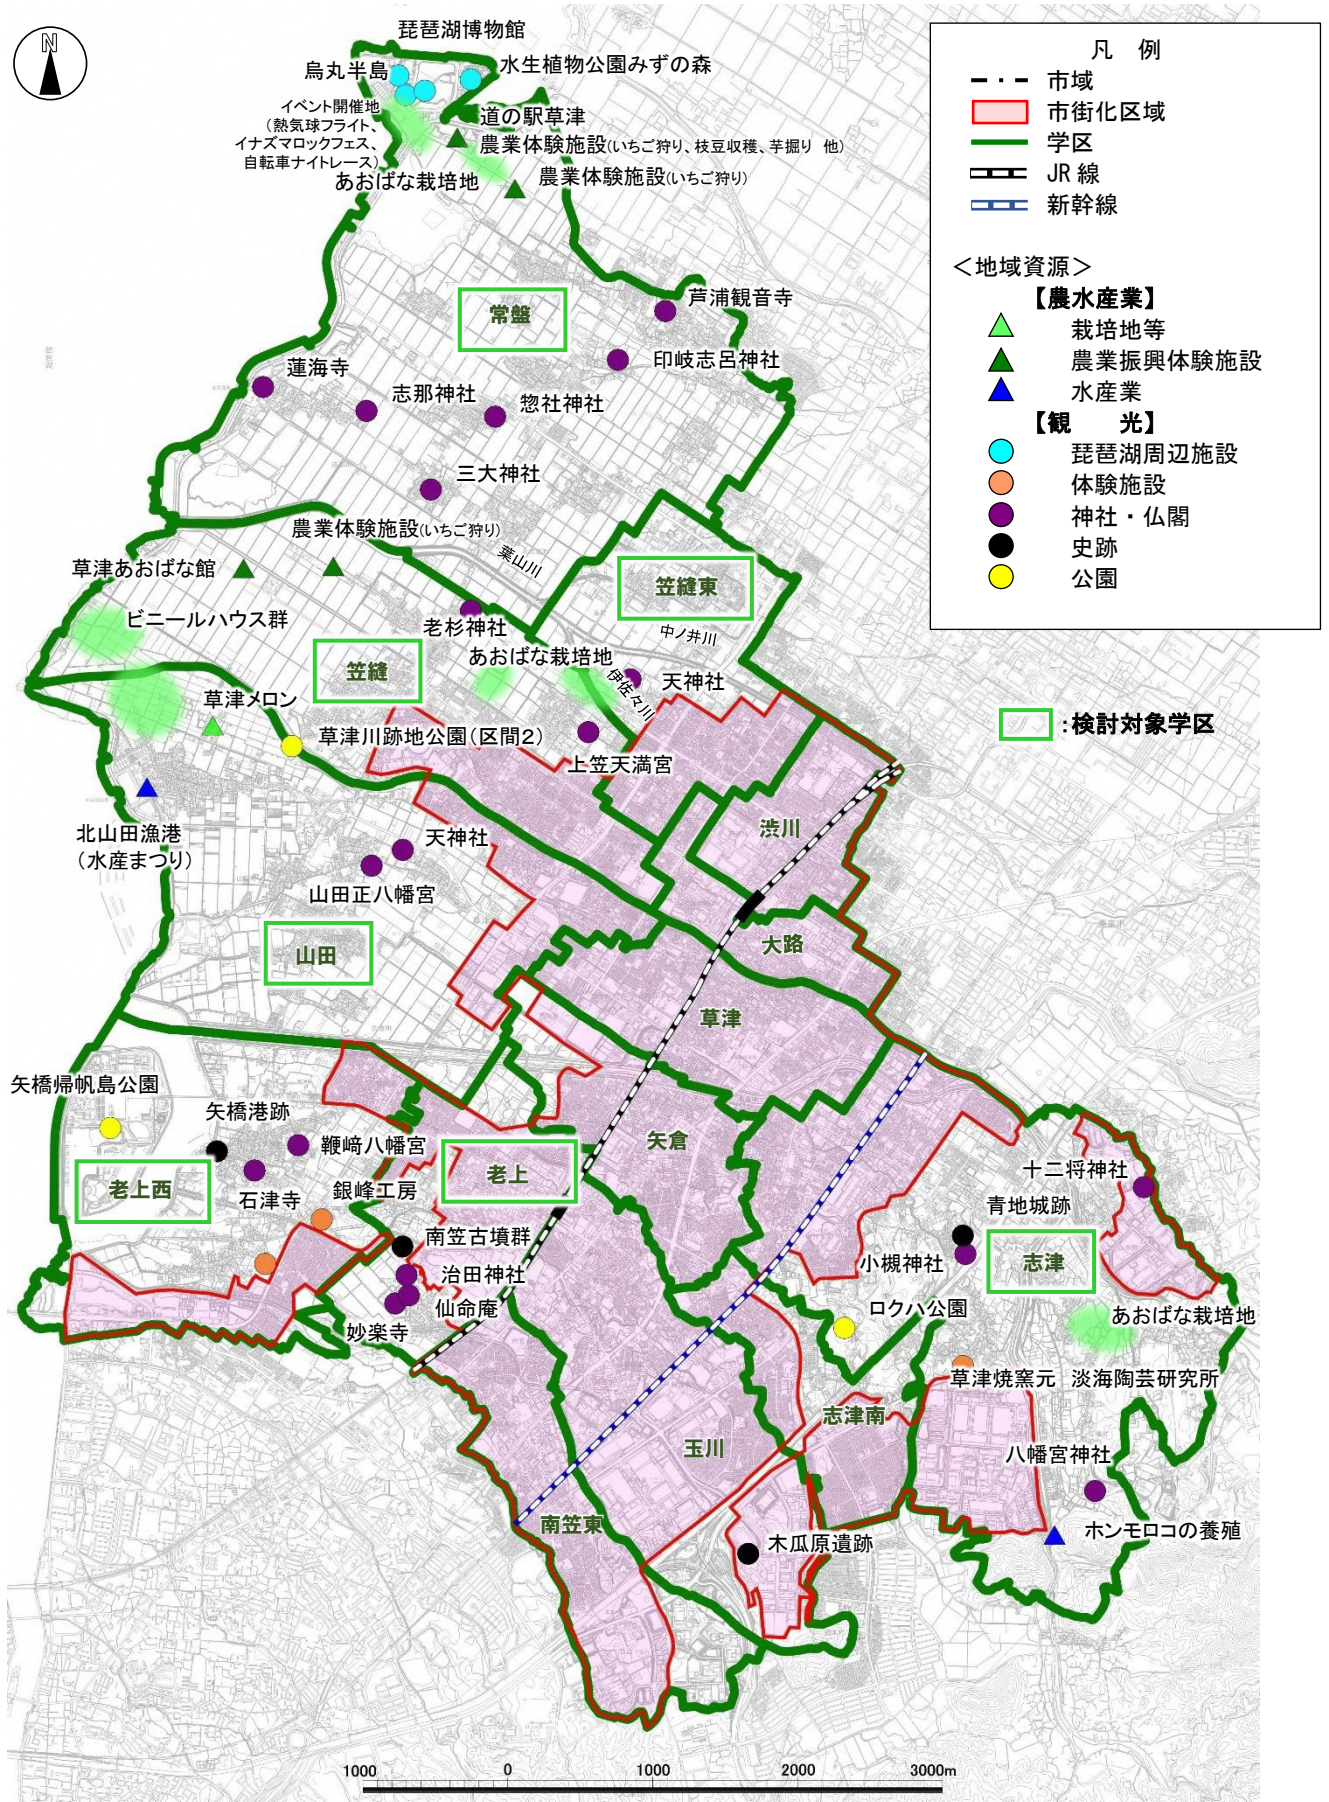 N
琵琶湖博物館
烏丸半島
水生植物公園みずの森
イベント開催地
(熱気球フライト、
イナズマロックフェス、
自転車ナイトレース)
道の駅草津
農業体験施設(いちご狩り、枝豆収穫、芋掘り 他)
あおばな栽培地
農業体験施設(いちご狩り)
凡 例
市域
市街化区域
学区
JR線
新幹線
＜地域資源＞
【農水産業】
栽培地等
農業振興体験施設
水産業
【観 光】
琵琶湖周辺施設
体験施設
神社・仏閣
史跡
公園
：検討対象学区
常盤
芦浦観音寺
印岐志呂神社
蓮海寺
志那神社
惣社神社
三大神社
農業体験施設(いちご狩り)
葉山川
草津あおばな館
笠縫東
ビニールハウス群
老杉神社
中ノ井川
笠縫
あおばな栽培地
伊佐々川
天神社
草津メロン
草津川跡地公園(区間2)
上笠天満宮
北山田漁港
(水産まつり)
渋川
天神社
山田正八幡宮
山田
大路
草津
矢橋帰帆島公園
矢橋港跡
鞭﨑八幡宮
矢倉
老上
老上西
石津寺
銀峰工房
十二将神社
青地城跡
南笠古墳群
小槻神社
志津
治田神社
仙命庵
ロクハ公園
あおばな栽培地
妙楽寺
草津焼窯元 淡海陶芸研究所
志津南
玉川
八幡宮神社
南笠東
木瓜原遺跡
ホンモロコの養殖
1000 0 1000 2000 3000m